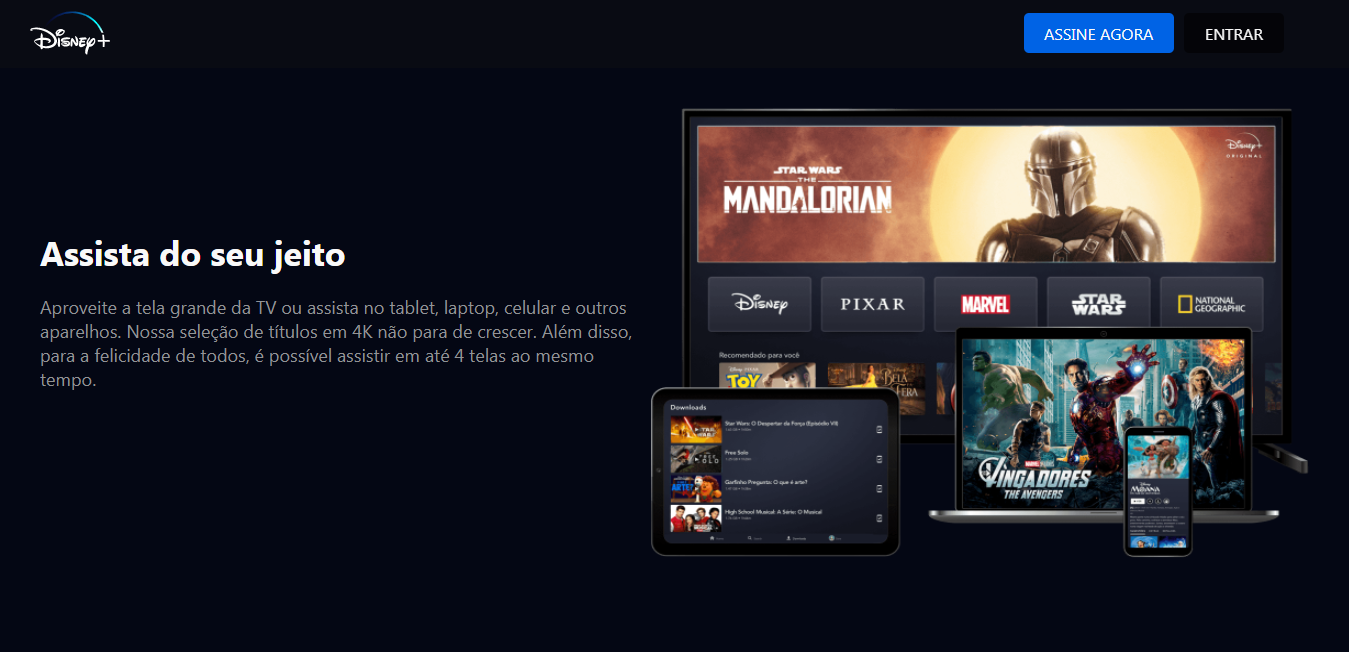 Disney+
ASSINE AGORA
ENTRAR
Disney+
ORIGINAL
STAR WARS
THE
MANDALORIAN
Assista do seu jeito
Aproveite a tela grande da TV ou assista no tablet, laptop, celular e outros
aparelhos. Nossa seleção de títulos em 4K não para de crescer. Além disso,
para a felicidade de todos, é possível assistir em até 4 telas ao mesmo
tempo.
Disney
PIXAR
MARVEL
STAR WARS
NATIONAL GEOGRAPHIC
Recomendado para você
TOY
BELA
FERA
Downloads
Star Wars: O Despertar da Força (Episódio VII)
Free Solo
Garfinho Pregunta: O que é arte?
High School Musical: A Série: O Musical
MARVEL STUDIOS
VINGADORES
THE AVENGERS
Disney
MOANA